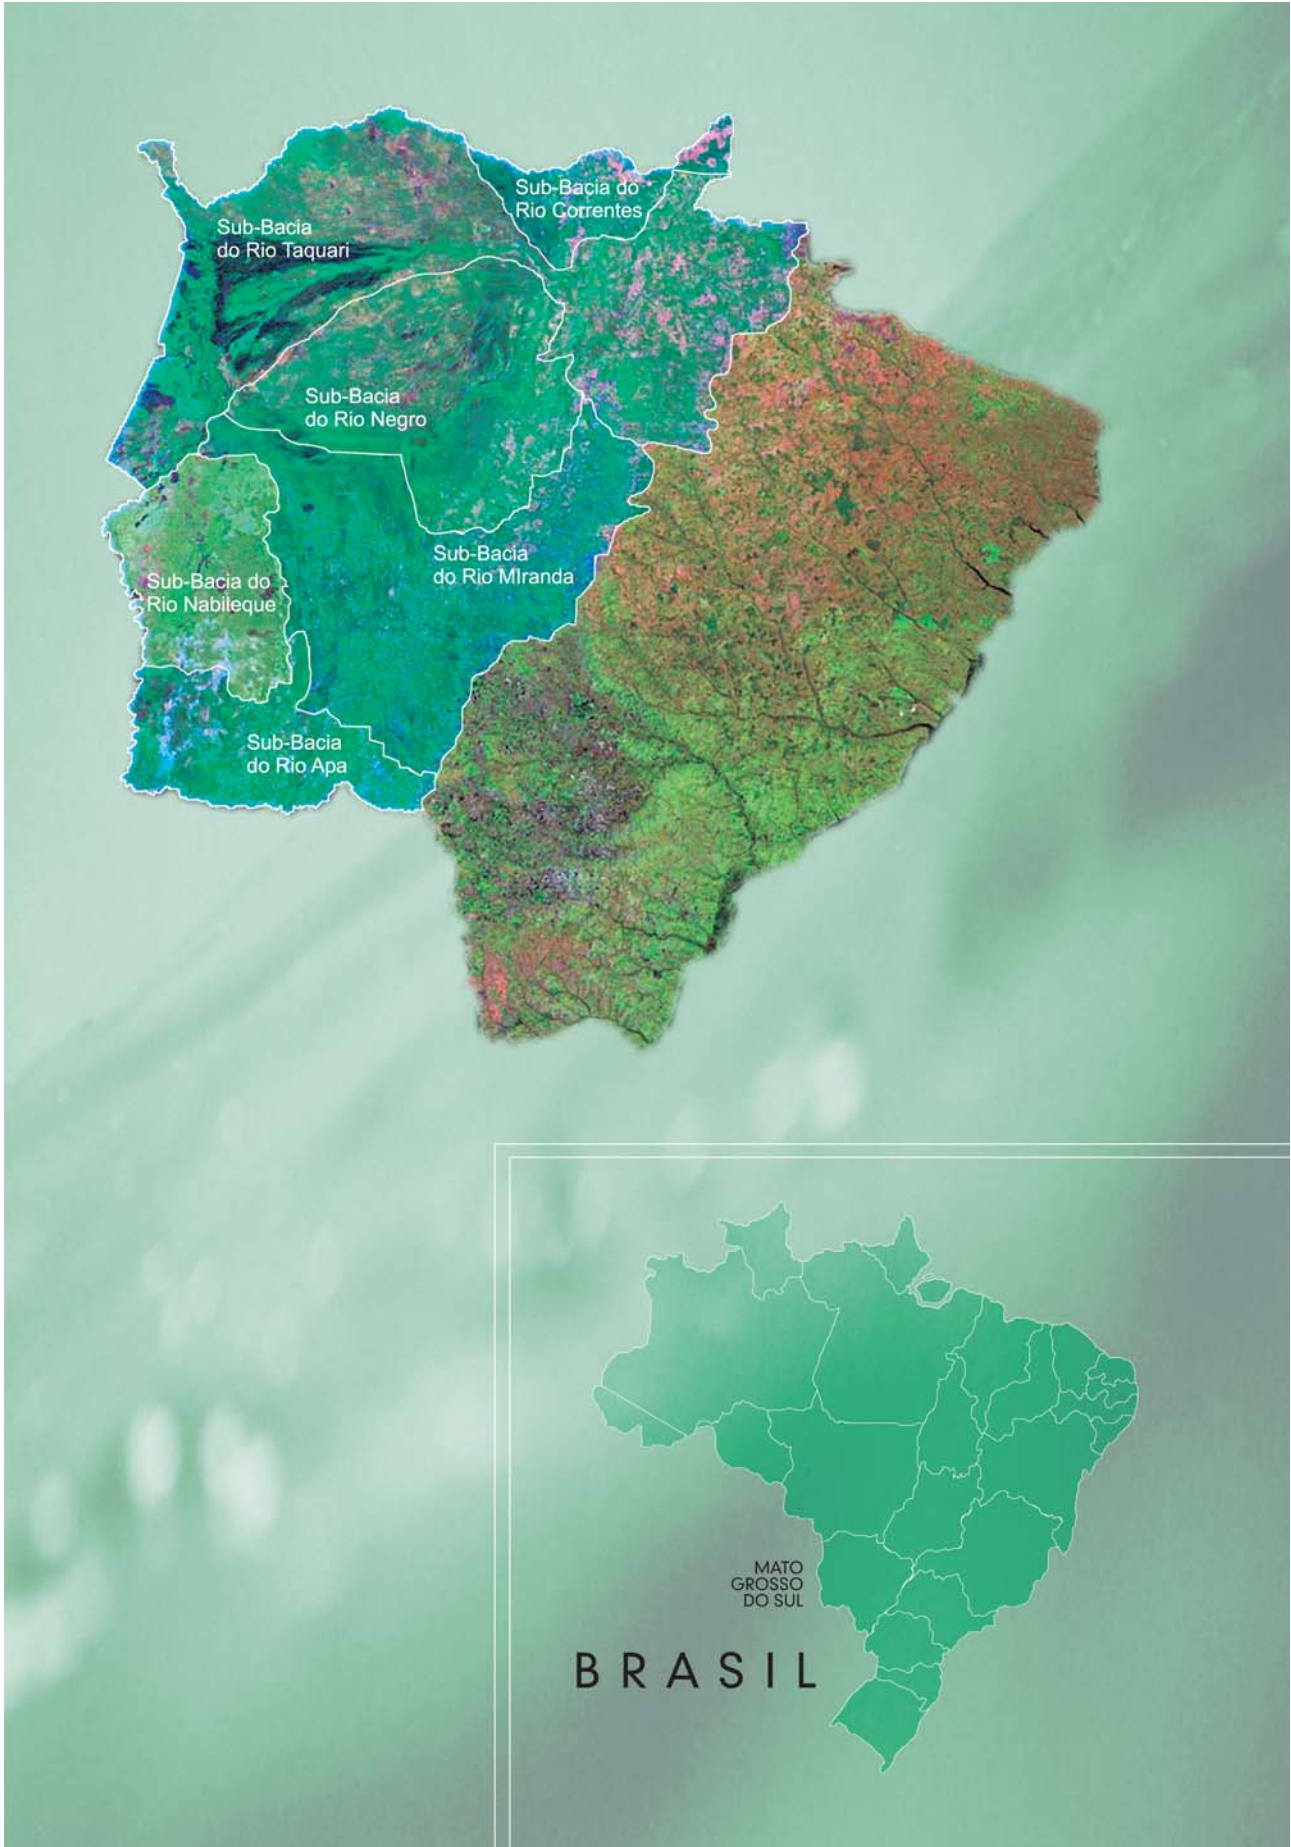 Sub-Bacia do
Rio Correntes
Sub-Bacia
do Rio Taquari
Sub-Bacia
do Rio Negro
Sub-Bacia
do Rio MIranda
Sub-Bacia do
Rio Nabileque
Sub-Bacia
do Rio Apa
MATO
GROSSO
DO SUL
BRASIL